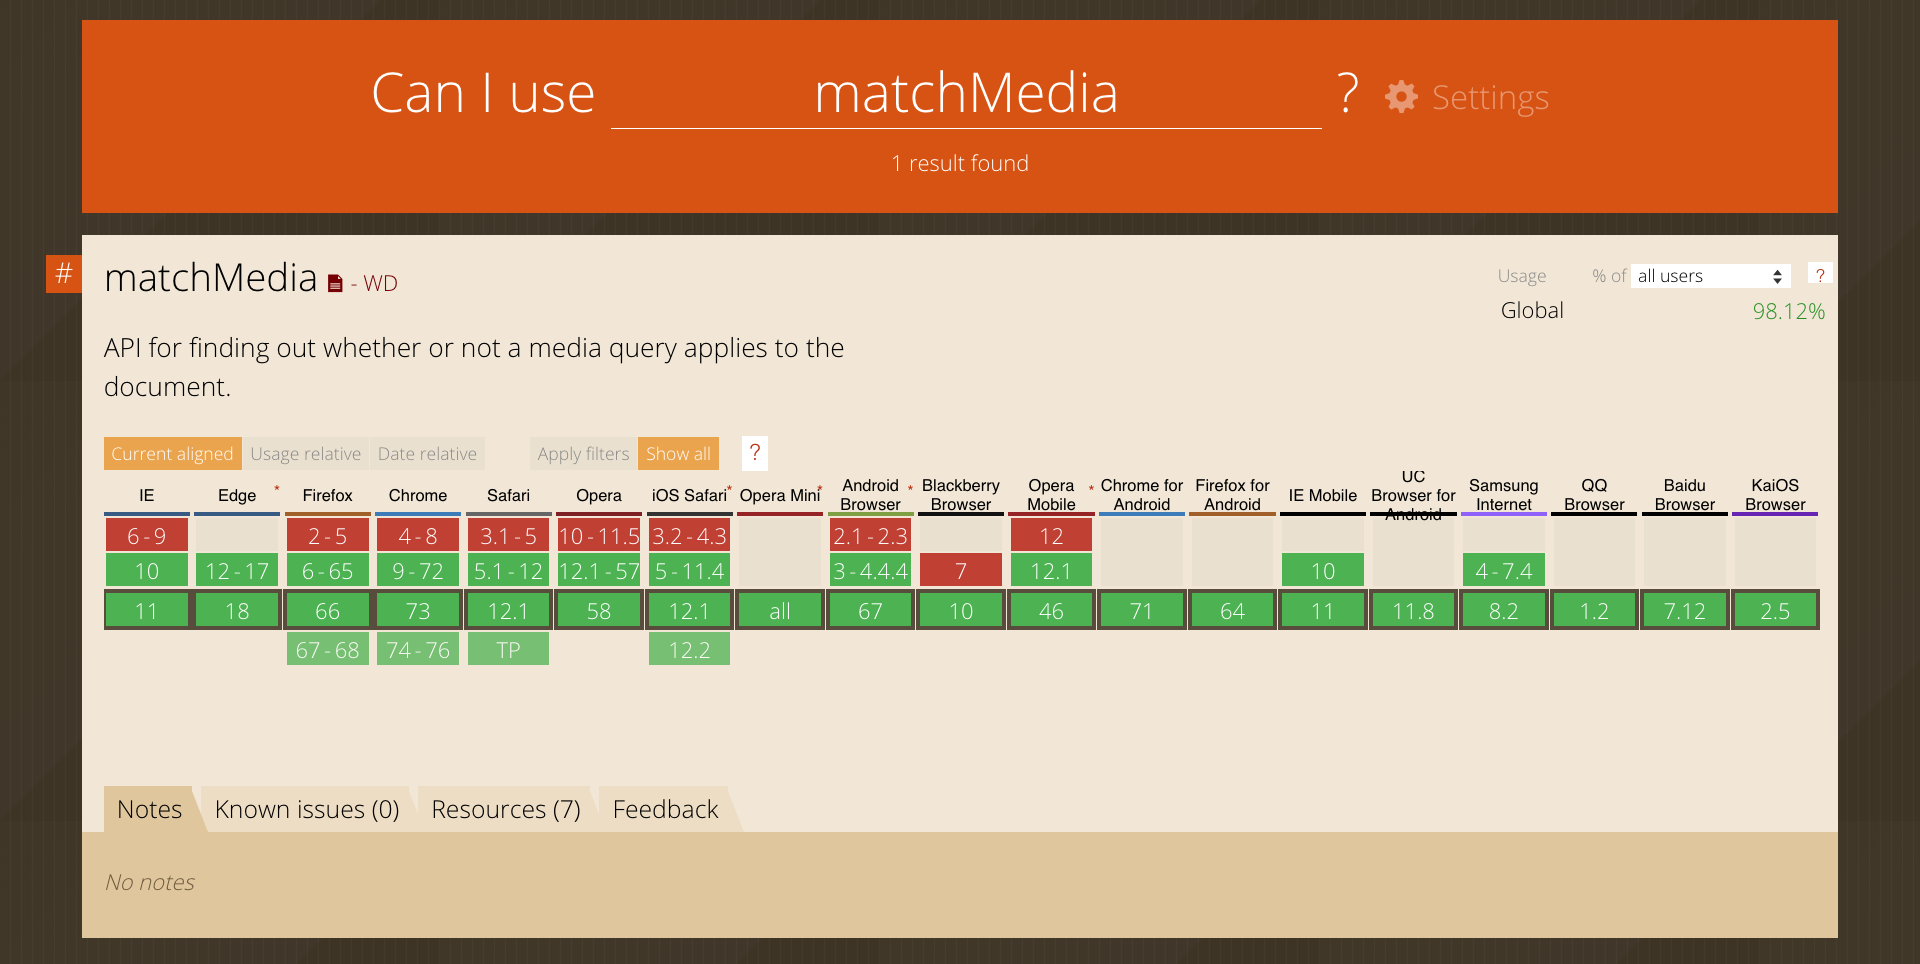 Can I use matchMedia ? Settings
1 result found
#
matchMedia - WD
Usage % of all users ?
Global 98.12%
API for finding out whether or not a media query applies to the
document.
Current aligned Usage relative Date relative Apply filters Show all ?
IE Edge * Firefox Chrome Safari Opera iOS Safari * Opera Mini * Android Browser * Blackberry Browser Opera Mobile * Chrome for Android Firefox for Android IE Mobile UC Browser for Android Samsung Internet QQ Browser Baidu Browser KaiOS Browser
6 - 9 2 - 5 4 - 8 3.1 - 5 10 - 11.5 3.2 - 4.3 2.1 - 2.3 12
10 12 - 17 6 - 65 9 - 72 5.1 - 12 12.1 - 57 5 - 11.4 3 - 4.4.4 7 12.1 10 4 - 7.4
11 18 66 73 12.1 58 12.1 all 67 10 46 71 64 11 11.8 8.2 1.2 7.12 2.5
67 - 68 74 - 76 TP 12.2
Notes Known issues (0) Resources (7) Feedback
No notes